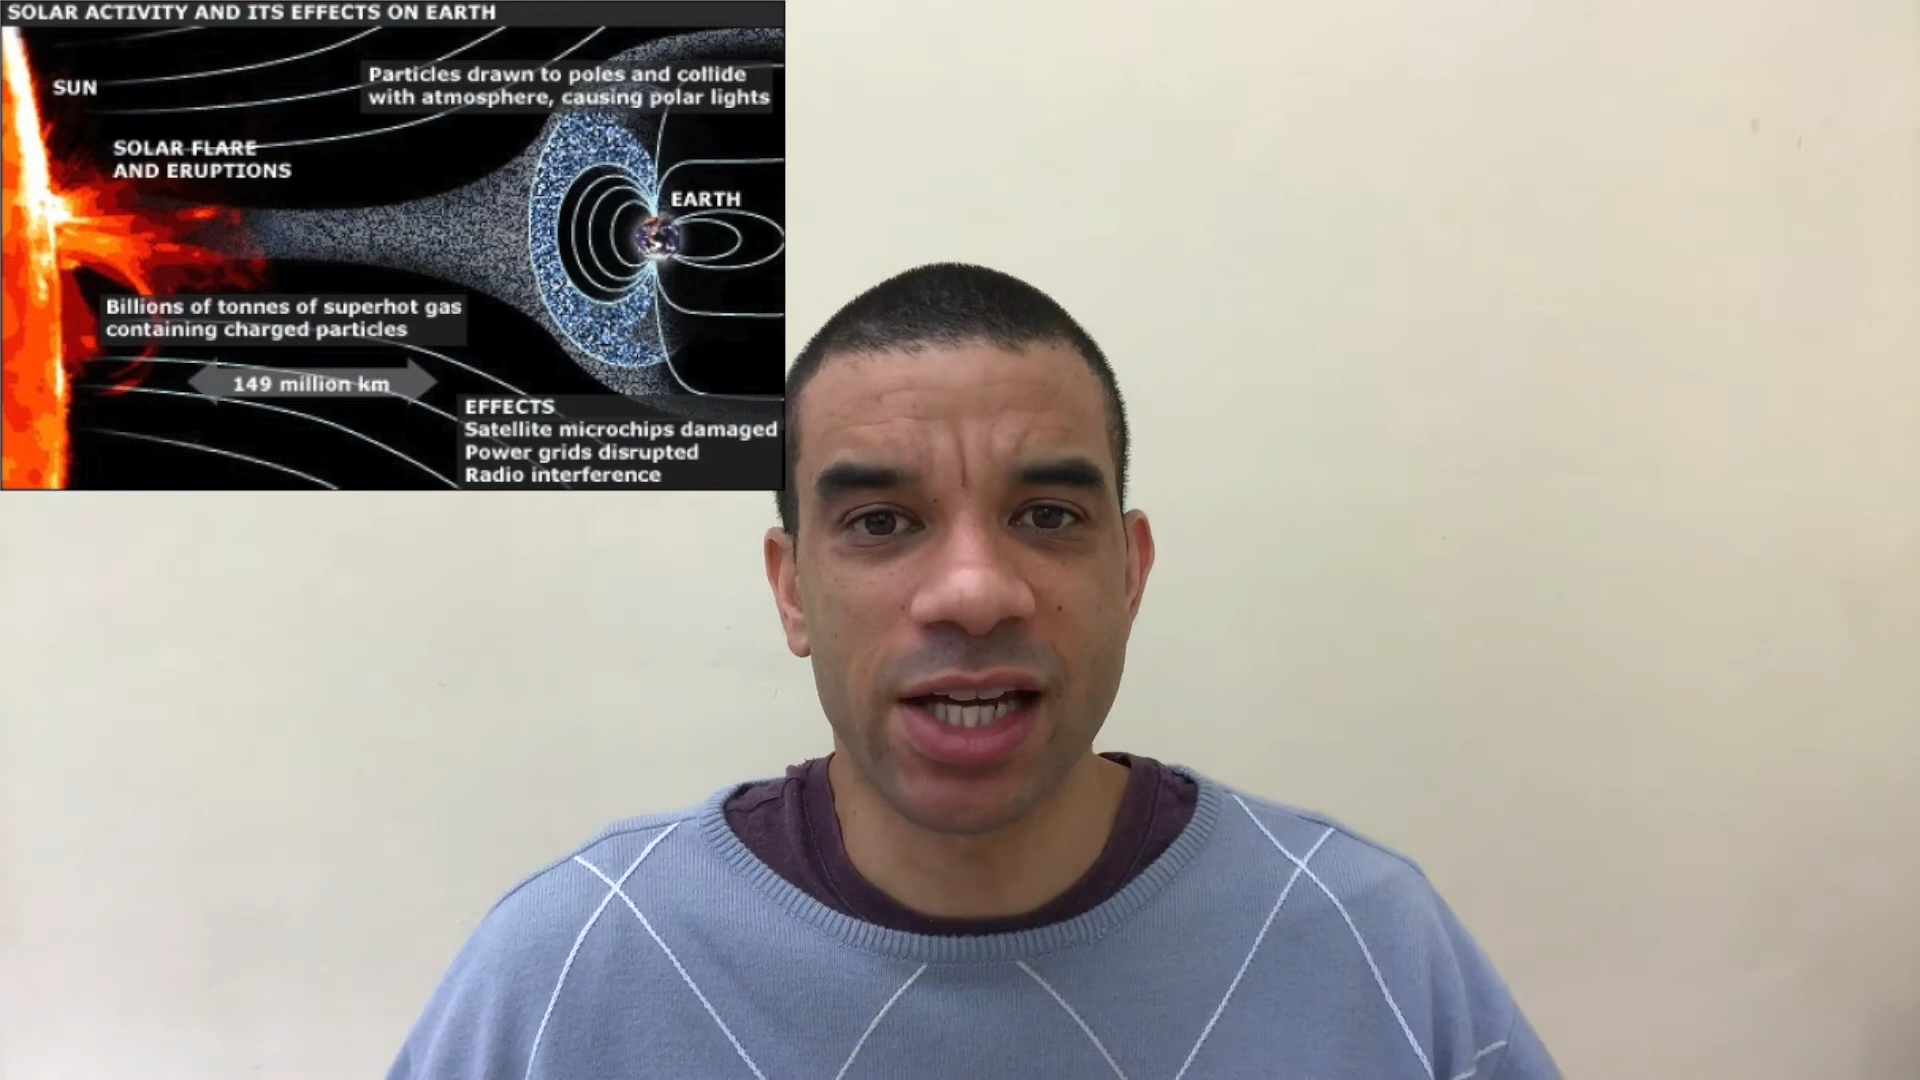 SOLAR ACTIVITY AND ITS EFFECTS ON EARTH
SUN
Particles drawn to poles and collide
with atmosphere, causing polar lights
SOLAR FLARE
AND ERUPTIONS
EARTH
Billions of tonnes of superhot gas
containing charged particles
149 million km
EFFECTS
Satellite microchips damaged
Power grids disrupted
Radio interference